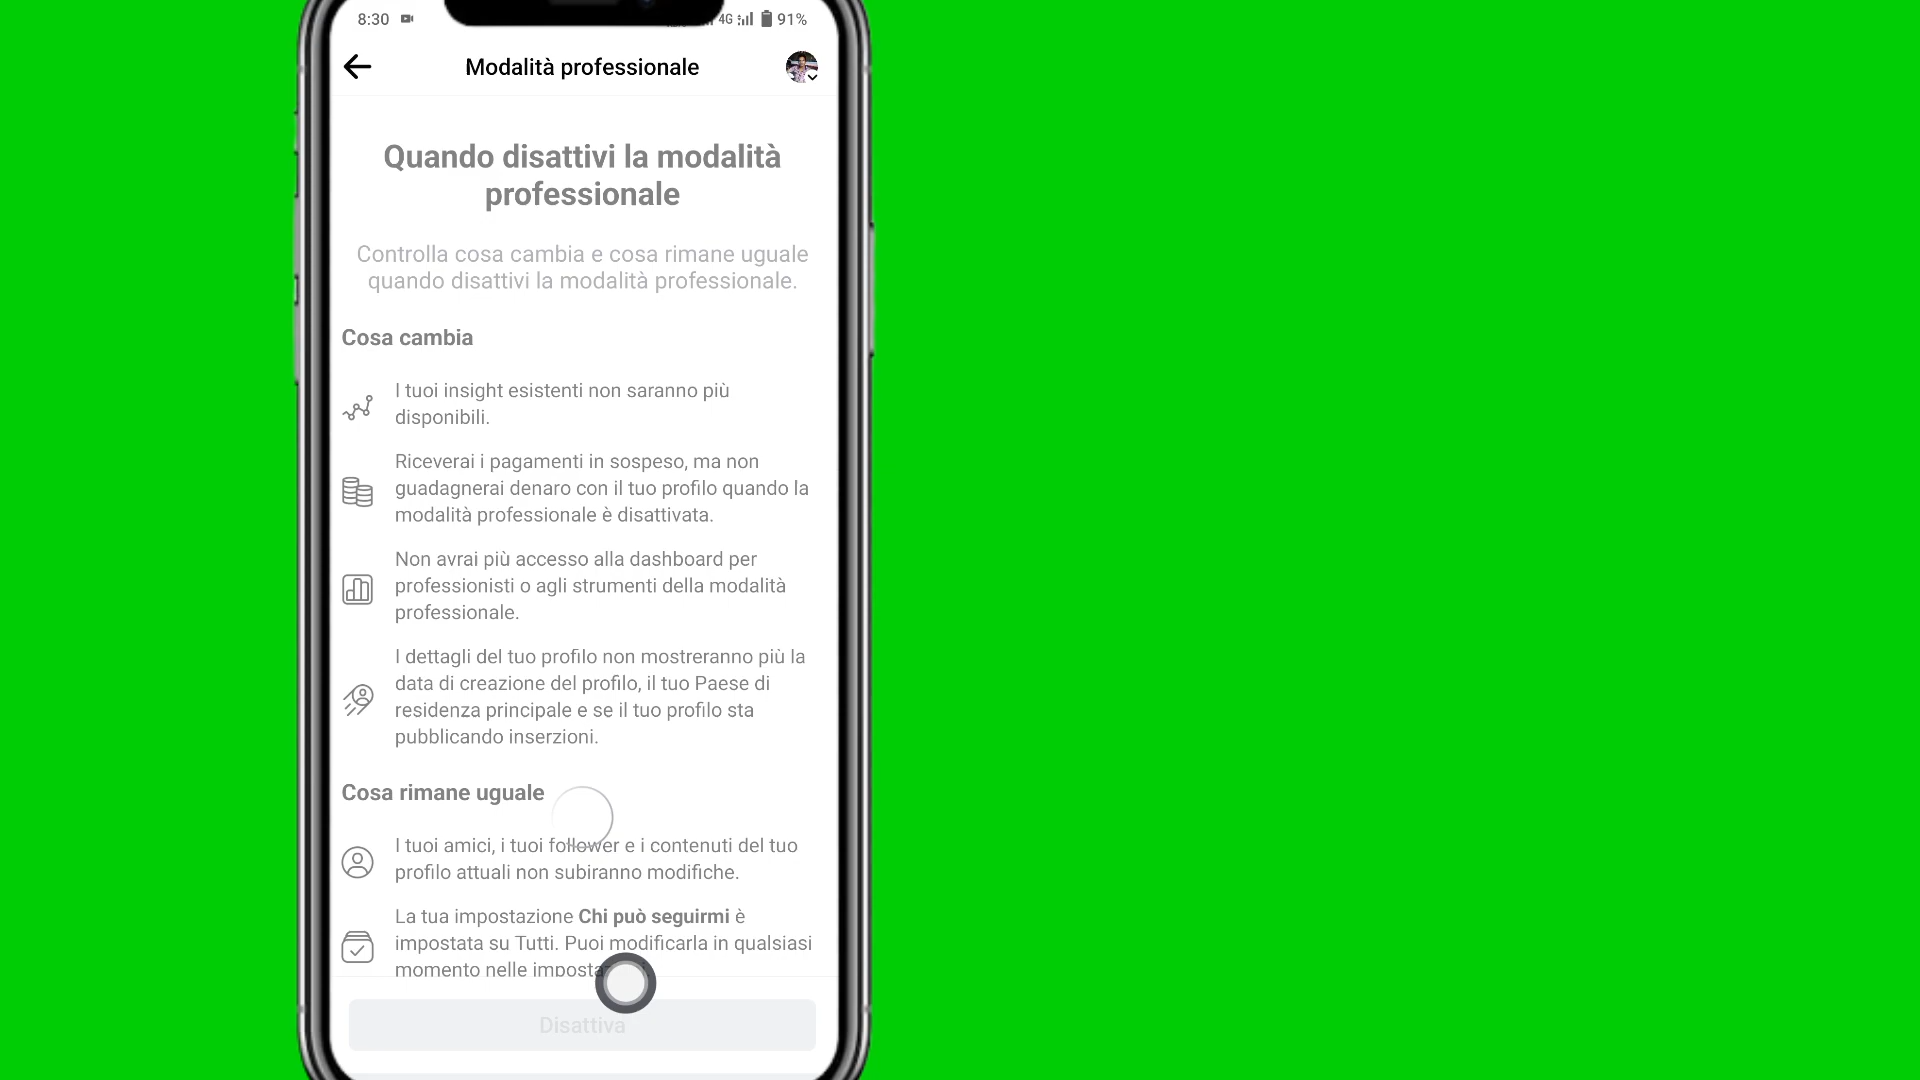 8:30
4G 91%
Modalità professionale
Quando disattivi la modalità
professionale
Controlla cosa cambia e cosa rimane uguale
quando disattivi la modalità professionale.
Cosa cambia
I tuoi insight esistenti non saranno più
disponibili.
Riceverai i pagamenti in sospeso, ma non
guadagnerai denaro con il tuo profilo quando la
modalità professionale è disattivata.
Non avrai più accesso alla dashboard per
professionisti o agli strumenti della modalità
professionale.
I dettagli del tuo profilo non mostreranno più la
data di creazione del profilo, il tuo Paese di
residenza principale e se il tuo profilo sta
pubblicando inserzioni.
Cosa rimane uguale
I tuoi amici, i tuoi follower e i contenuti del tuo
profilo attuali non subiranno modifiche.
La tua impostazione Chi può seguirmi è
impostata su Tutti. Puoi modificarla in qualsiasi
momento nelle
Disattiva